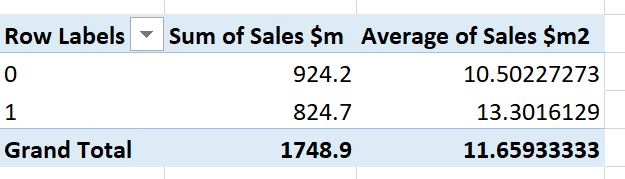 Row Labels Sum of Sales $m Average of Sales $m2
0 924.2 10.50227273
1 824.7 13.3016129
Grand Total 1748.9 11.65933333